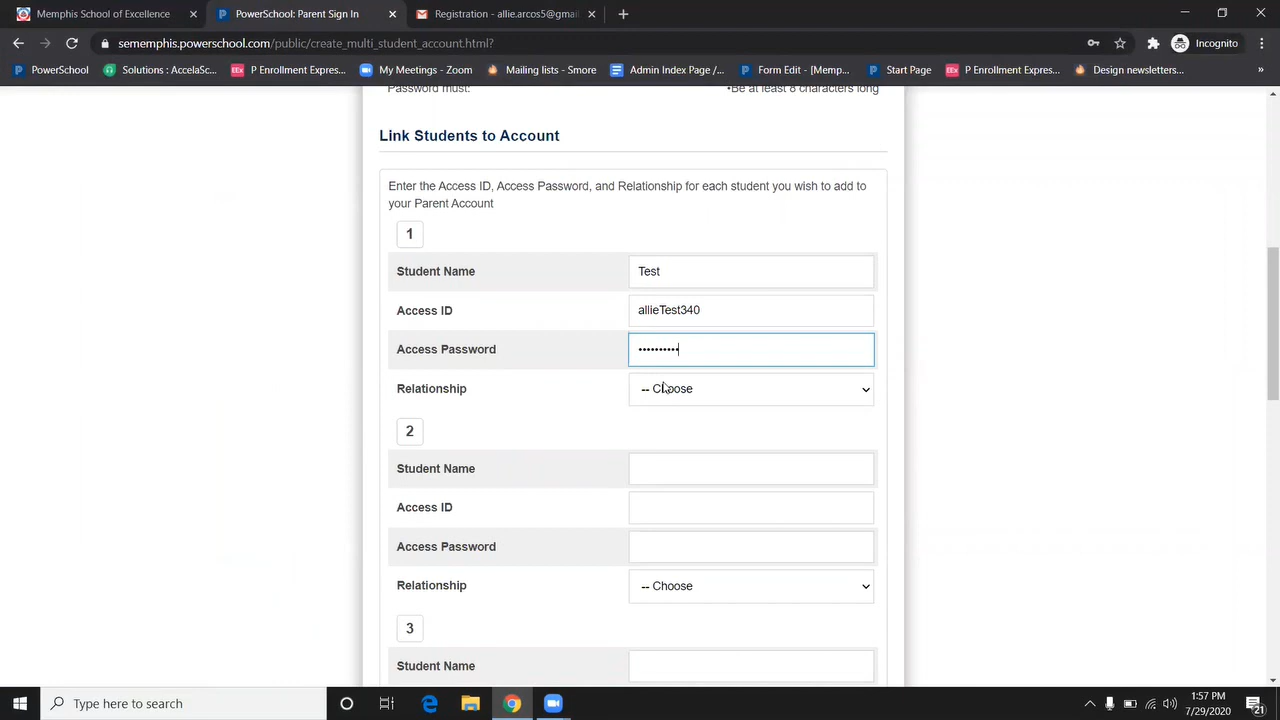 Memphis School of Excellence
PowerSchool: Parent Sign In
Registration - allie.arcos5@gmai
sememphis.powerschool.com/public/create_multi_student_account.html?
Incognito
PowerSchool
Solutions : AccelaSc...
P Enrollment Expres...
My Meetings - Zoom
Mailing lists - Smore
Admin Index Page /...
Form Edit - [Memp...
Start Page
P Enrollment Expres...
Design newsletters...
»
Password must:
•Be at least 8 characters long
Link Students to Account
Enter the Access ID, Access Password, and Relationship for each student you wish to add to
your Parent Account
1
Student Name
Test
Access ID
allieTest340
Access Password
••••••••••
Relationship
-- Choose
2
Student Name
Access ID
Access Password
Relationship
-- Choose
3
Student Name
Type here to search
1:57 PM
7/29/2020
21